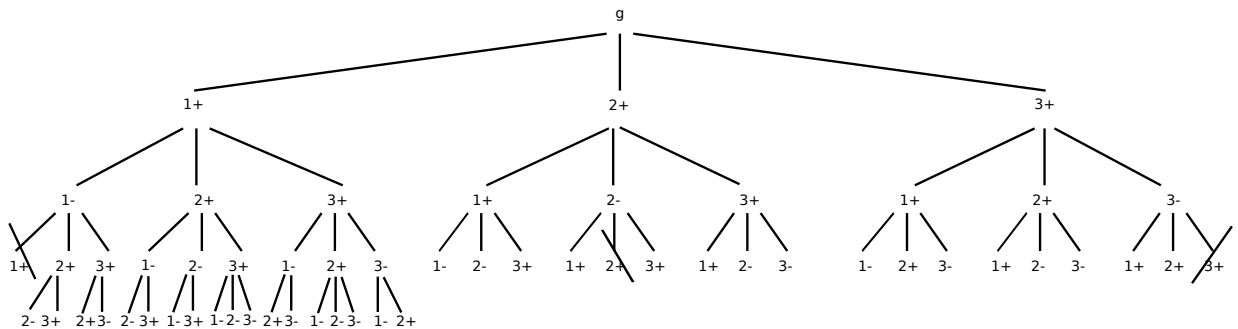 g
1+ 2+ 3+
1- 2+ 3+ 1+ 2- 3+ 1+ 2+ 3-
1+ 2+ 3+ 1- 2- 3+ 1- 2+ 3- 1- 2- 3+ 1+ 2+ 3+ 1+ 2- 3- 1- 2+ 3- 1+ 2- 3- 1+ 2+ 3+
2- 3+ 2+3- 2- 3+ 1- 3+ 1- 2- 3- 2+3- 1- 2- 3- 1- 2+